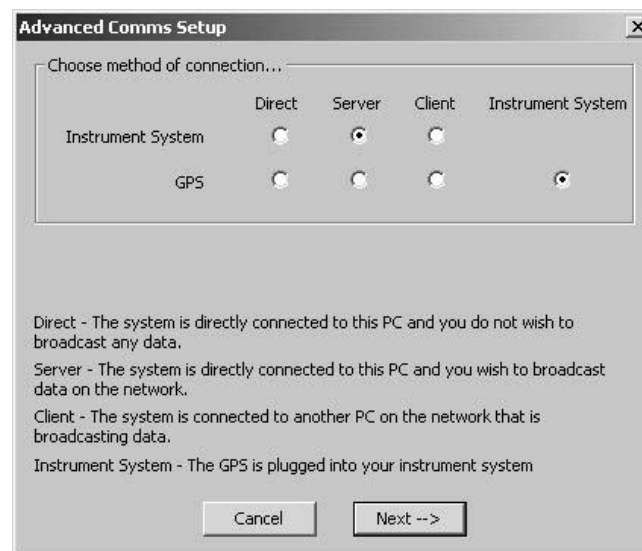 Advanced Comms Setup
Choose method of connection...
Direct Server Client Instrument System
Instrument System
GPS
Direct - The system is directly connected to this PC and you do not wish to
broadcast any data.
Server - The system is directly connected to this PC and you wish to broadcast
data on the network.
Client - The system is connected to another PC on the network that is
broadcasting data.
Instrument System - The GPS is plugged into your instrument system
Cancel Next -->